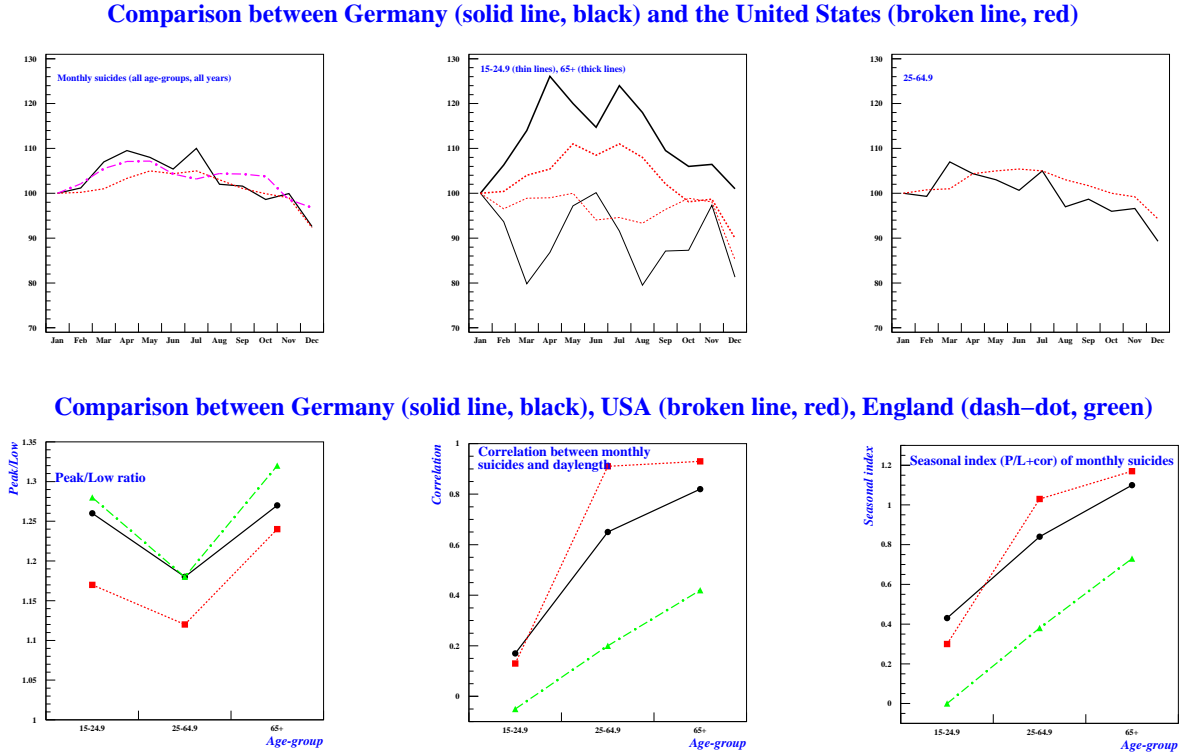 Comparison between Germany (solid line, black) and the United States (broken line, red)
130
120
110
100
90
80
70
Monthly suicides (all age-groups, all years)
Jan Feb Mar Apr May Jun Jul Aug Sep Oct Nov Dec
130
120
110
100
90
80
70
15-24.9 (thin lines), 65+ (thick lines)
Jan Feb Mar Apr May Jun Jul Aug Sep Oct Nov Dec
130
120
110
100
90
80
70
25-64.9
Jan Feb Mar Apr May Jun Jul Aug Sep Oct Nov Dec
Comparison between Germany (solid line, black), USA (broken line, red), England (dash−dot, green)
Peak/Low
1.35
1.3
1.25
1.2
1.15
1.1
1.05
1
Peak/Low ratio
15-24.9 25-64.9 65+
Age-group
Correlation
1
0.8
0.6
0.4
0.2
0
Correlation between monthly
suicides and daylength
15-24.9 25-64.9 65+
Age-group
Seasonal index
1.2
1
0.8
0.6
0.4
0.2
0
Seasonal index (P/L+cor) of monthly suicides
15-24.9 25-64.9 65+
Age-group